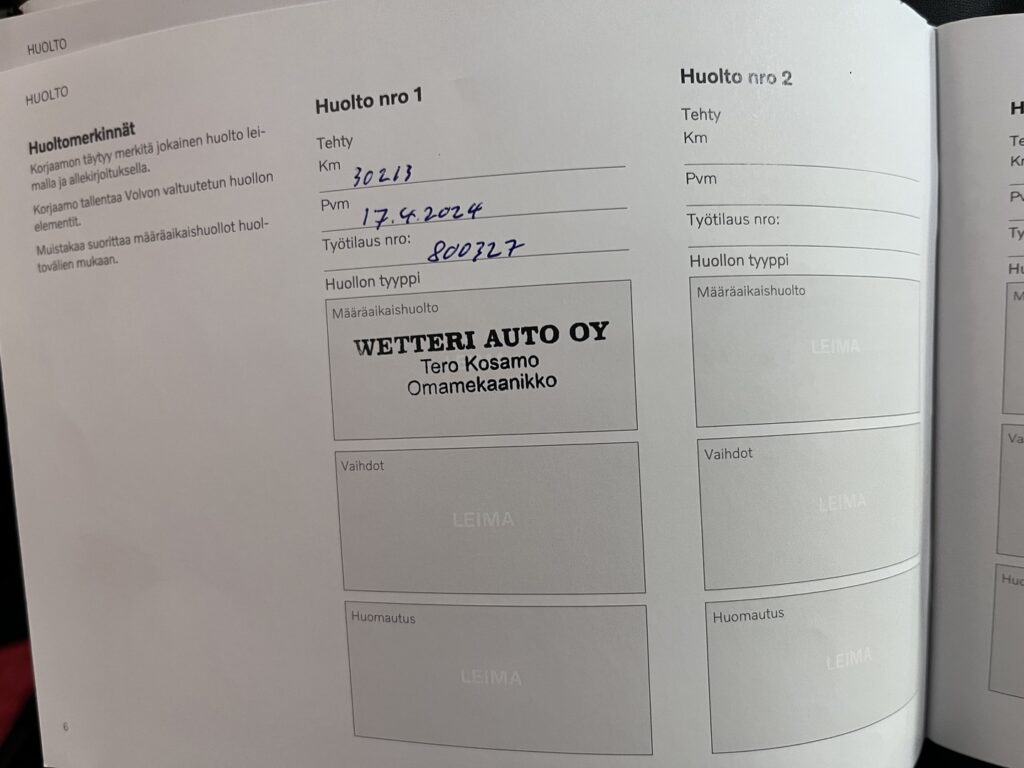 HUOLTO
HUOLTO
Huoltomerkinnät
Korjaamon täytyy merkitä jokainen huolto lei-
malla ja allekirjoituksella.
Korjaamo tallentaa Volvon valtuutetun huollon
elementit.
Muistakaa suorittaa määräaikaishuollot huol-
tovälien mukaan.
6
Huolto nro 1
Tehty
Km 30213
Pvm 17.4.2024
Työtilaus nro: 800327
Huollon tyyppi
Määräaikaishuolto
WETTERI AUTO OY
Tero Kosamo
Omamekaanikko
Vaihdot
LEIMA
Huomautus
LEIMA
Huolto nro 2
Tehty
Km
Pvm
Työtilaus nro:
Huollon tyyppi
Määräaikaishuolto
LEIMA
Vaihdot
LEIMA
Huomautus
LEIMA